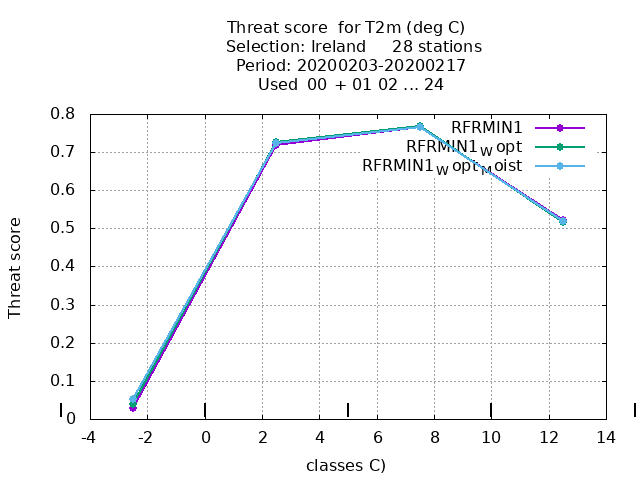 Threat score  for T2m (deg C)
Selection: Ireland     28 stations
Period: 20200203-20200217
Used  00  + 01 02 ... 24
RFRMIN1
RFRMIN1W opt
RFRMIN1W optM oist
0.8
0.7
0.6
0.5
0.4
0.3
0.2
0.1
0
Threat score
-4 -2 0 2 4 6 8 10 12 14
classes C)